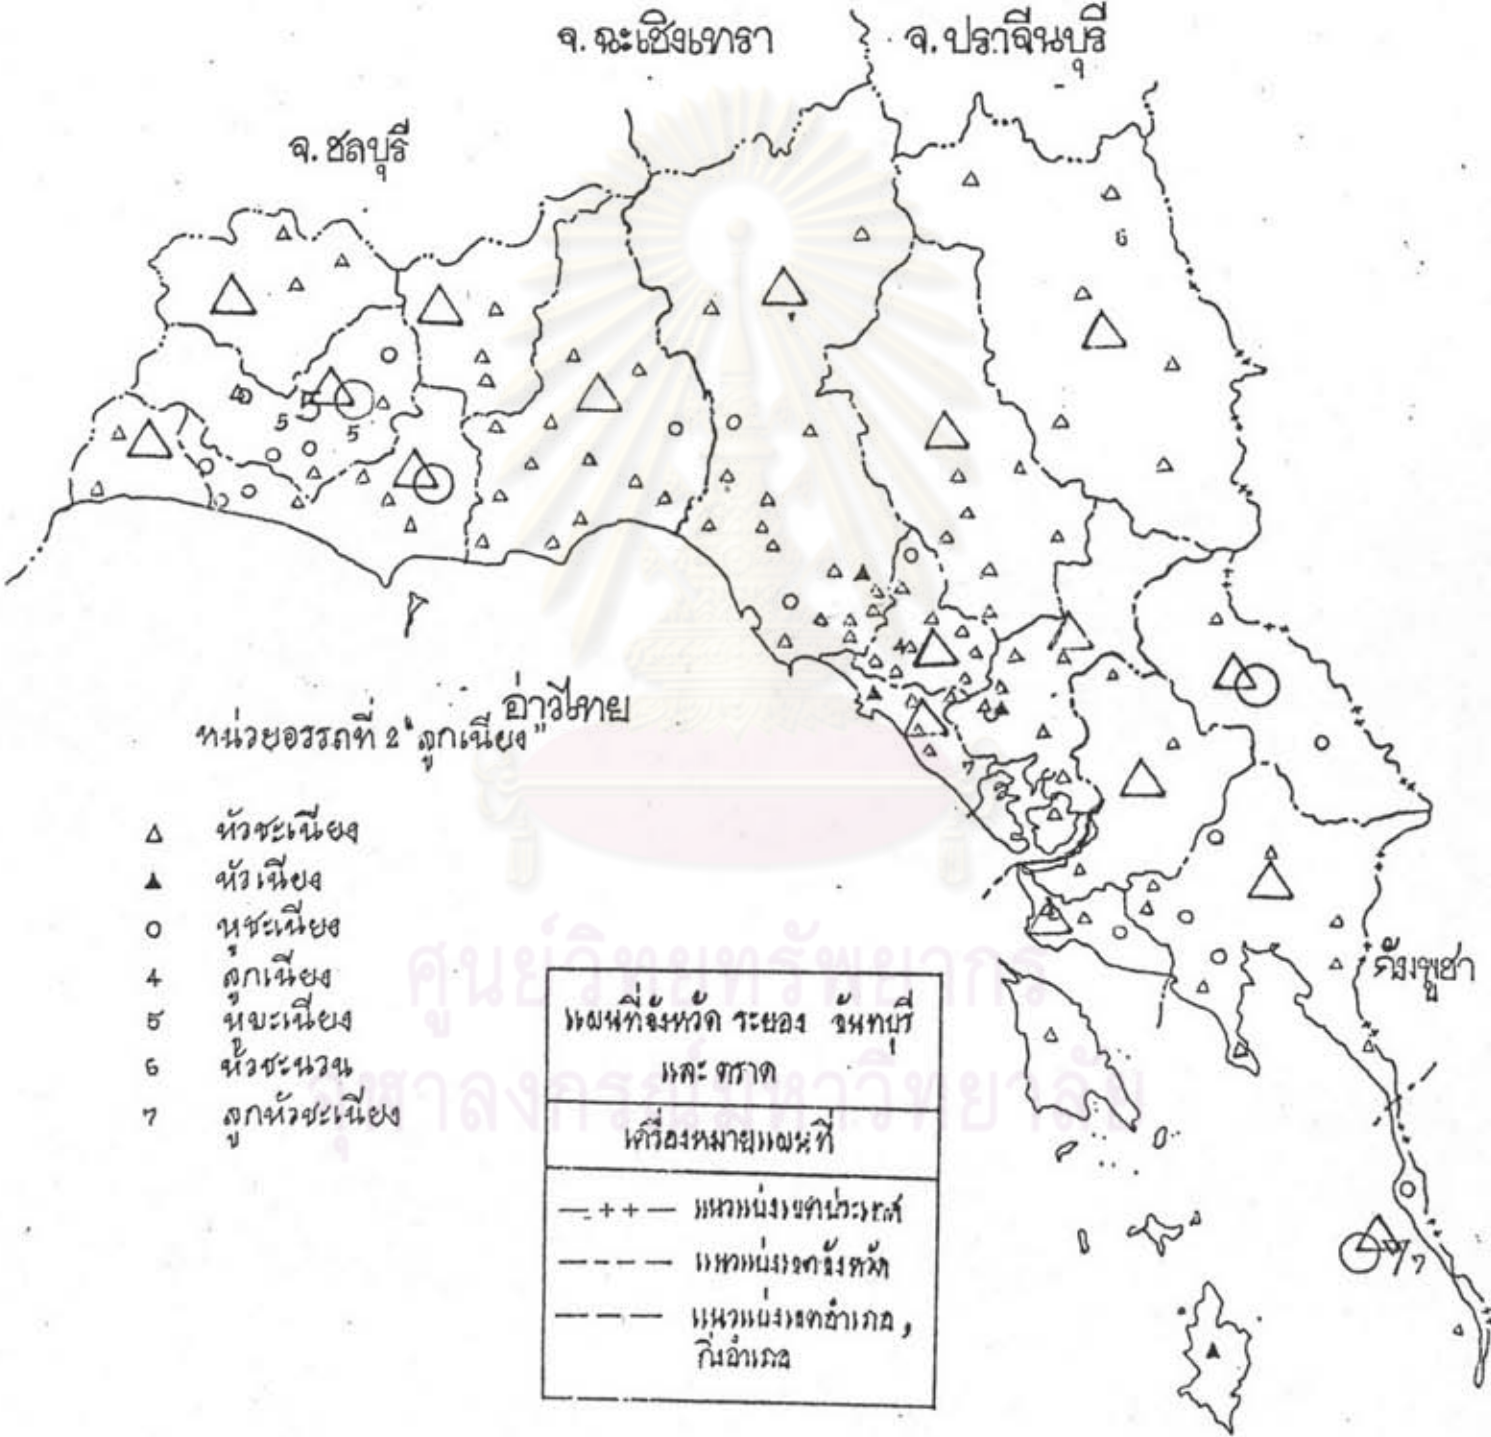 จ.ฉะเชิงเทรา
จ.ปราจีนบุรี
จ.ชลบุรี
6
5
5
4
7
อ่าวไทย
หน่วยอรรถที่ 2 "ลูกเนียง"
△ หัวชะเนียง
▲ หัวเนียง
○ หูชะเนียง
4 ลูกเนียง
5 หูมะเนียง
6 หัวชะนวน
7 ลูกหัวชะเนียง
กัมพูชา
7
แผนที่จังหวัด ระยอง จันทบุรี
และ ตราด
เครื่องหมายแผนที่
แนวแบ่งเขตประเทศ
แนวแบ่งเขตจังหวัด
แนวแบ่งเขตอำเภอ,
กิ่งอำเภอ
ศูนย์วิทยทรัพยากร
จุฬาลงกรณ์มหาวิทยาลัย